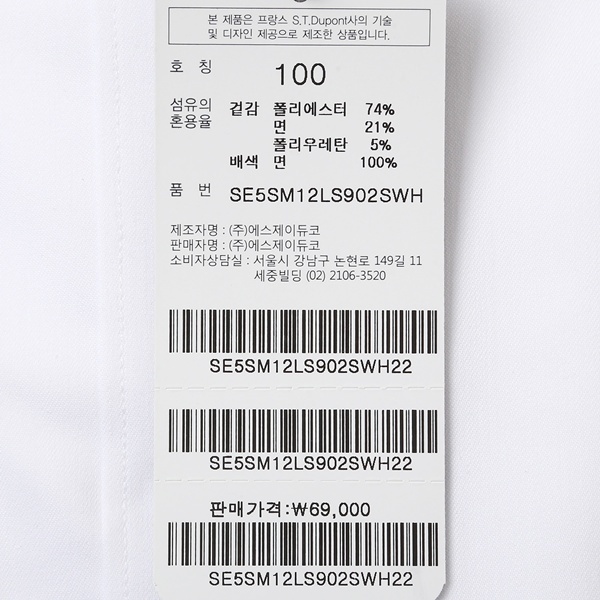 본 제품은 프랑스 S.T.Dupont사의 기술
및 디자인 제공으로 제조한 상품입니다.
호 칭 100
섬유의 혼용율 겉감 폴리에스터 74%
면 21%
폴리우레탄 5%
배색 면 100%
품 번 SE5SM12LS902SWH
제조자명 : (주)에스제이듀코
판매자명 : (주)에스제이듀코
소비자상담실 : 서울시 강남구 논현로 149길 11
세중빌딩 (02) 2106-3520
SE5SM12LS902SWH22
SE5SM12LS902SWH22
판매가격:₩69,000
SE5SM12LS902SWH22